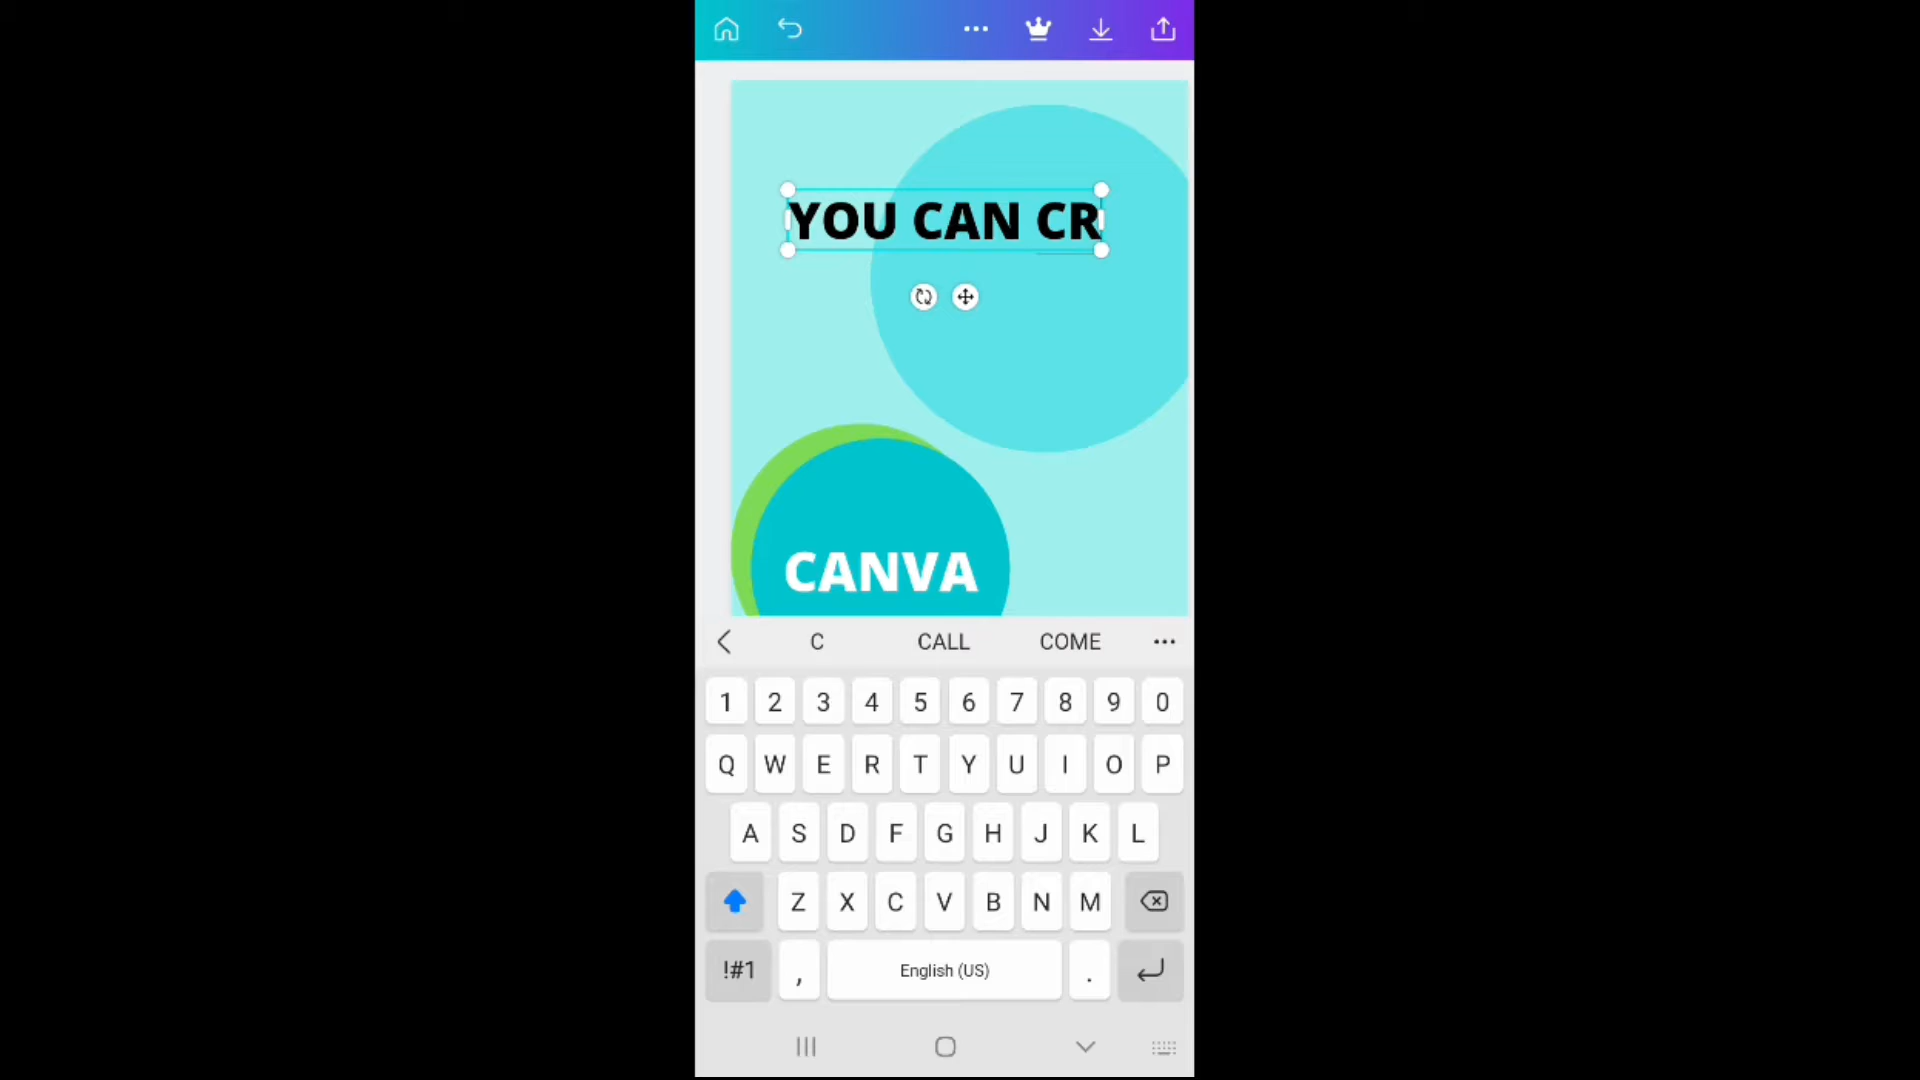 YOU CAN CR
CANVA
C CALL COME
1 2 3 4 5 6 7 8 9 0
Q W E R T Y U I O P
A S D F G H J K L
Z X C V B N M
!#1 , English (US) .